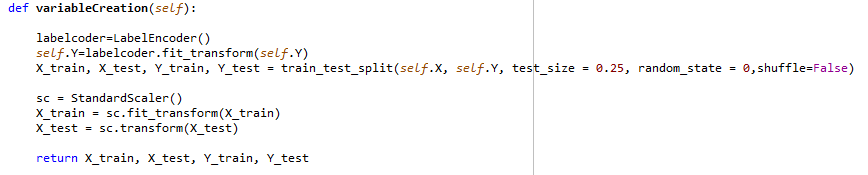 def variableCreation(self):
labelcoder=LabelEncoder()
self.Y=labelcoder.fit_transform(self.Y)
X_train, X_test, Y_train, Y_test = train_test_split(self.X, self.Y, test_size = 0.25, random_state = 0,shuffle=False)
sc = StandardScaler()
X_train = sc.fit_transform(X_train)
X_test = sc.transform(X_test)
return X_train, X_test, Y_train, Y_test